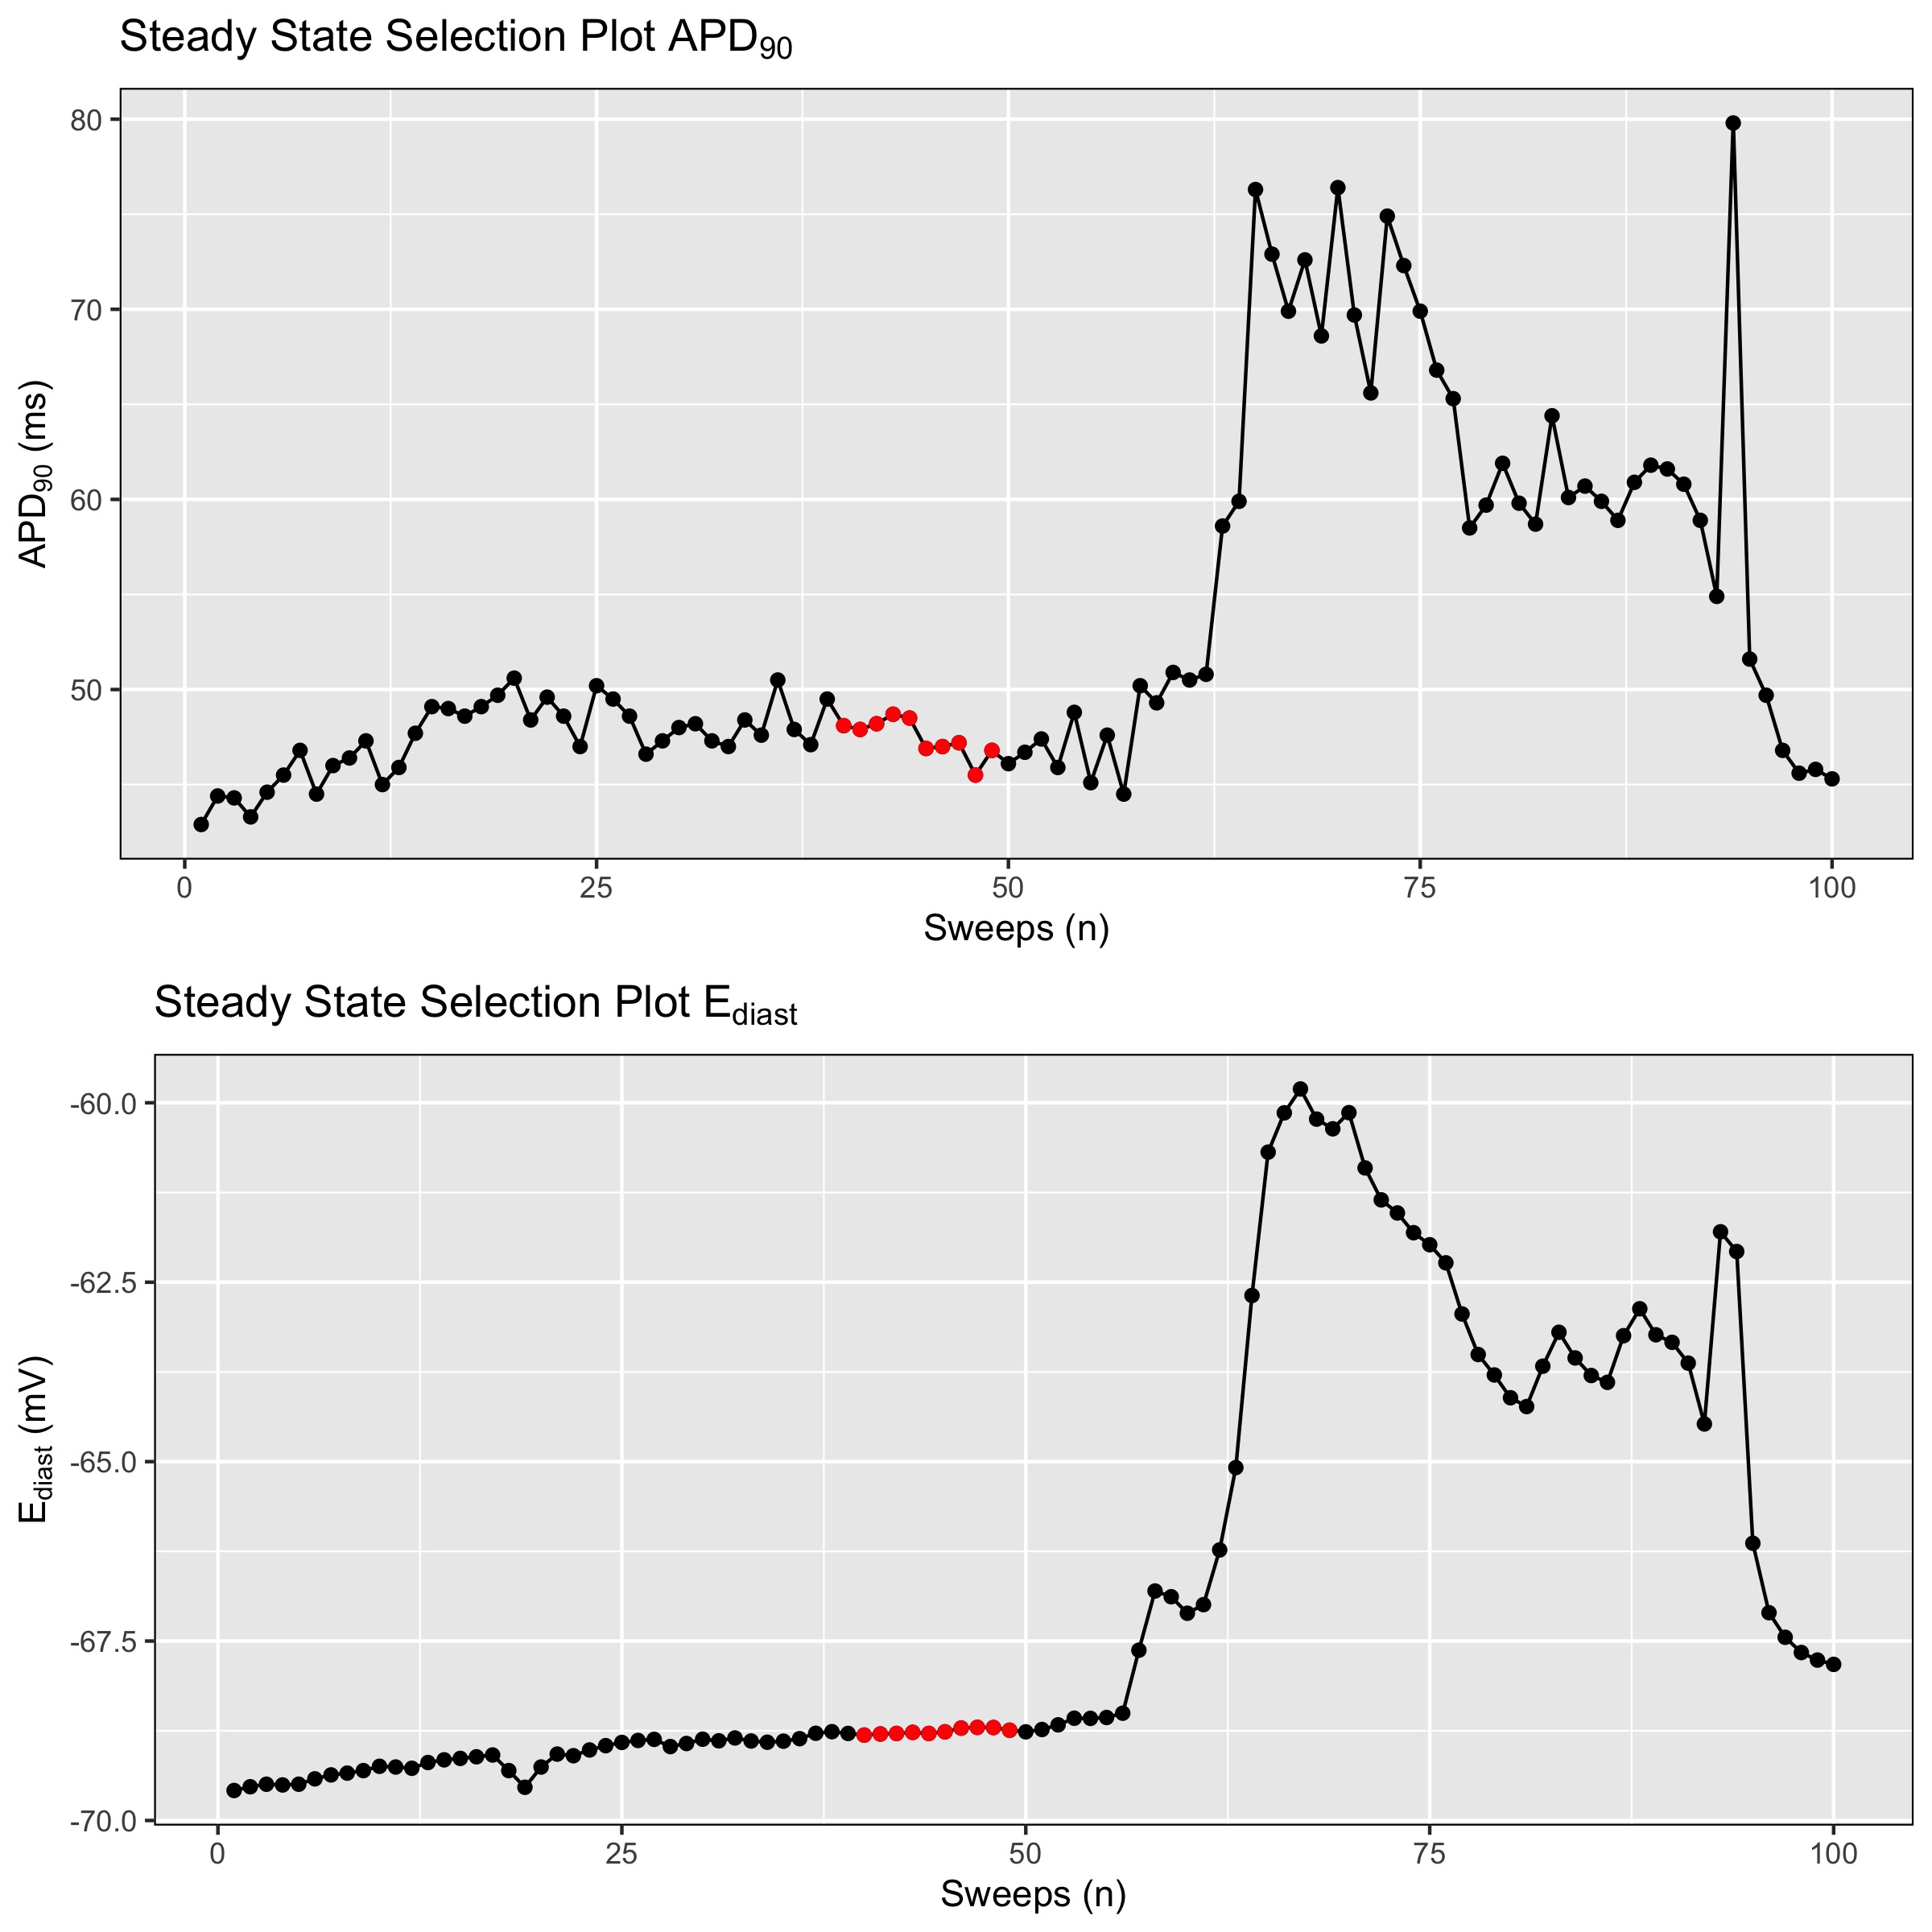 Steady State Selection Plot APD90
80
70
60
50
APD90 (ms)
0 25 50 75 100
Sweeps (n)
Steady State Selection Plot Ediast
-60.0
-62.5
-65.0
-67.5
-70.0
Ediast (mV)
0 25 50 75 100
Sweeps (n)